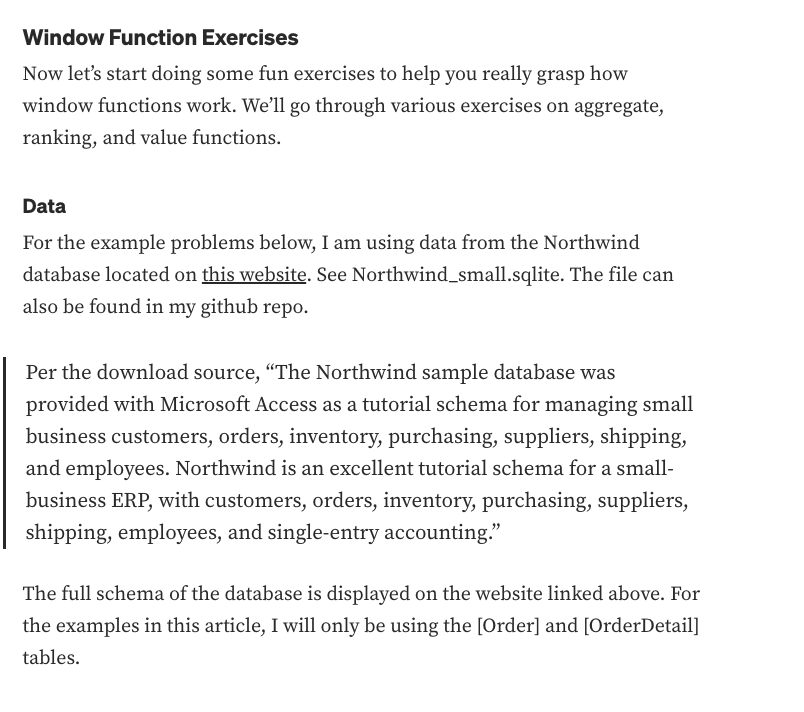 Window Function Exercises
Now let’s start doing some fun exercises to help you really grasp how
window functions work. We’ll go through various exercises on aggregate,
ranking, and value functions.
Data
For the example problems below, I am using data from the Northwind
database located on this website. See Northwind_small.sqlite. The file can
also be found in my github repo.
Per the download source, “The Northwind sample database was
provided with Microsoft Access as a tutorial schema for managing small
business customers, orders, inventory, purchasing, suppliers, shipping,
and employees. Northwind is an excellent tutorial schema for a small-
business ERP, with customers, orders, inventory, purchasing, suppliers,
shipping, employees, and single-entry accounting.”
The full schema of the database is displayed on the website linked above. For
the examples in this article, I will only be using the [Order] and [OrderDetail]
tables.